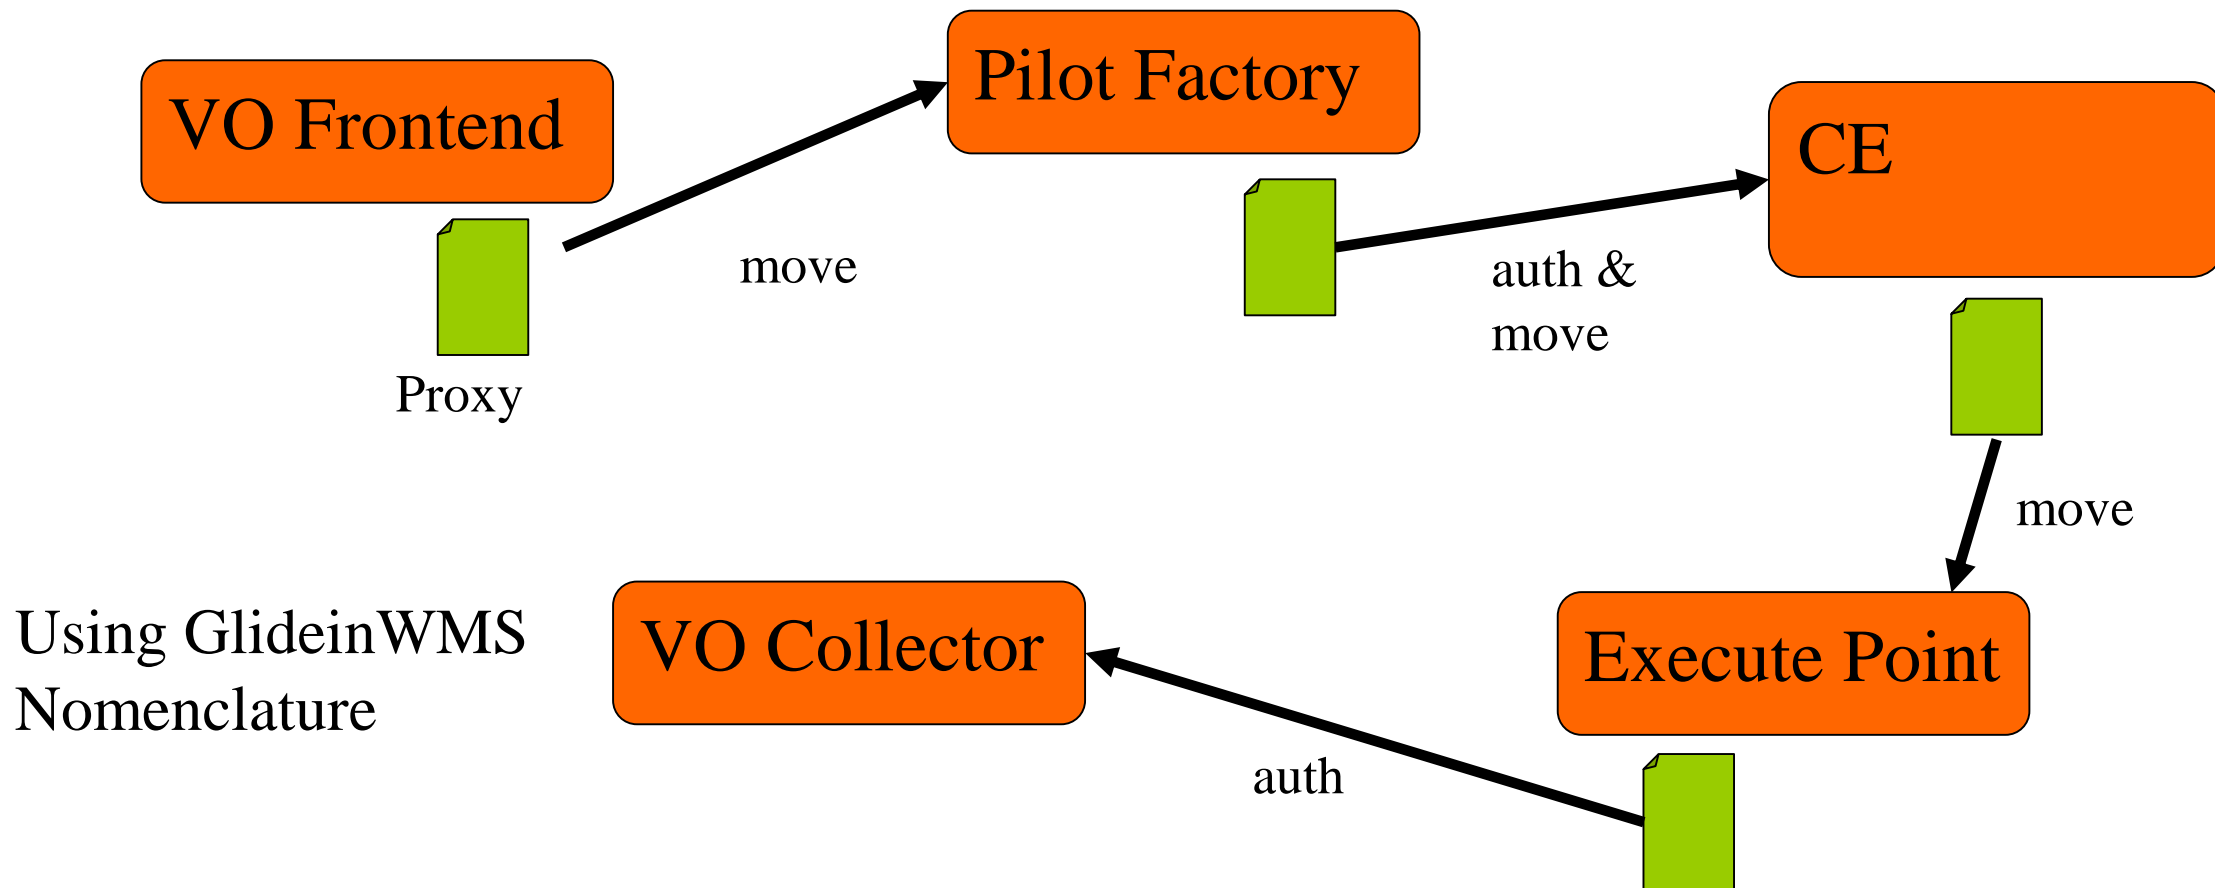 VO Frontend
Pilot Factory
CE
move
auth &
move
Proxy
move
Using GlideinWMS
Nomenclature
VO Collector
Execute Point
auth